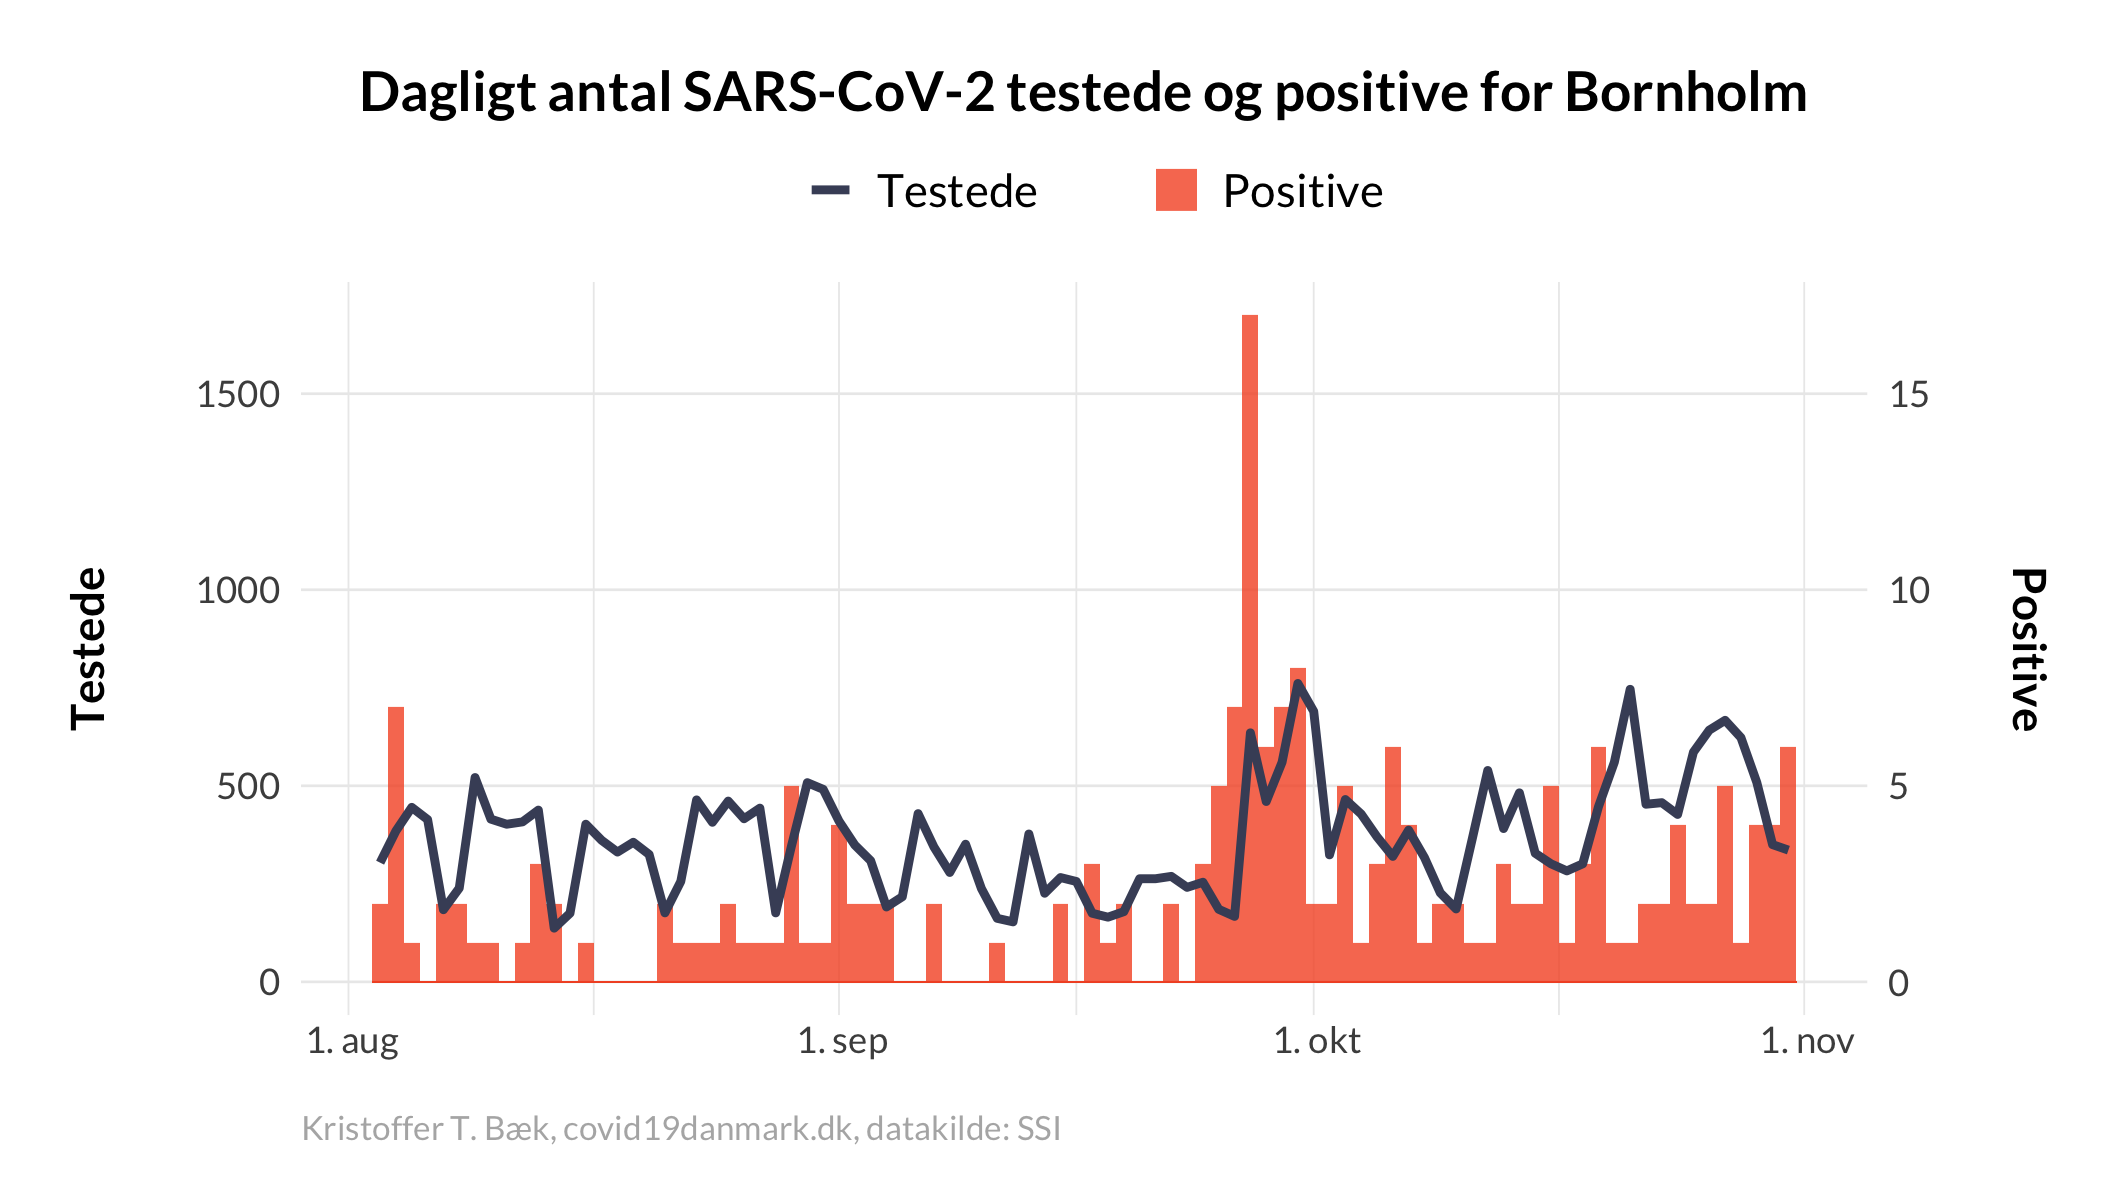 Dagligt antal SARS-CoV-2 testede og positive for Bornholm
Testede
Positive
1500
1000
500
0
Testede
15
10
5
0
Positive
1. aug
1. sep
1. okt
1. nov
Kristoffer T. Bæk, covid19danmark.dk, datakilde: SSI